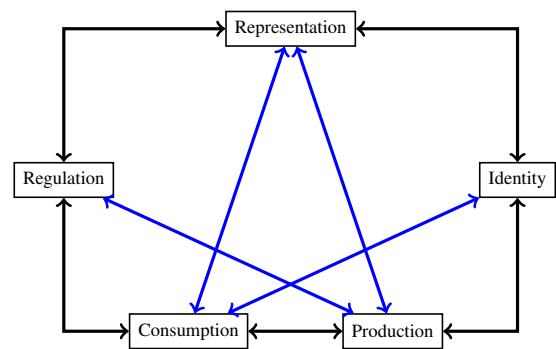 Representation
Regulation
Identity
Consumption
Production